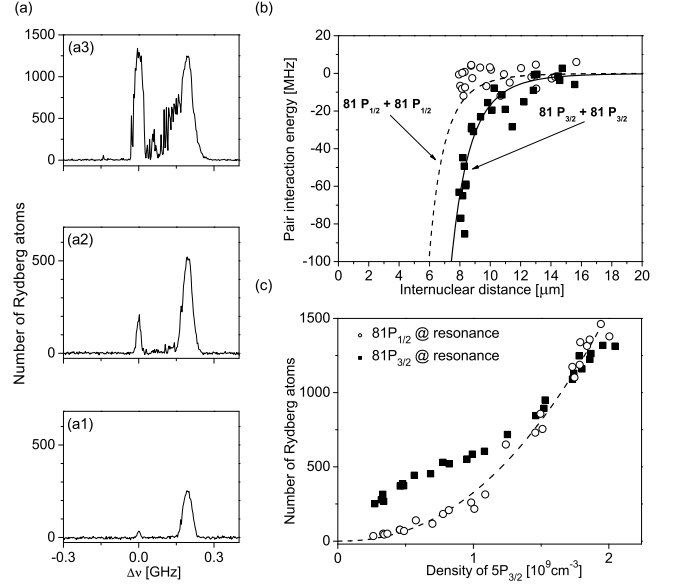 (a)
Number of Rydberg atoms
(a3)
1500
1250
1000
750
500
250
0
(a2)
500
0
(a1)
500
0
-0.3 0.0 0.3
Δν [GHz]
(b)
Pair interaction energy [MHz]
20
0
-20
-40
-60
-80
-100
81 P1/2 + 81 P1/2
81 P3/2 + 81 P3/2
0 2 4 6 8 10 12 14 16 18 20
Internuclear distance [μm]
(c)
Number of Rydberg atoms
1500
1000
500
0
81P1/2 @ resonance
81P3/2 @ resonance
0 1 2
Density of 5P3/2 [10⁹cm⁻³]